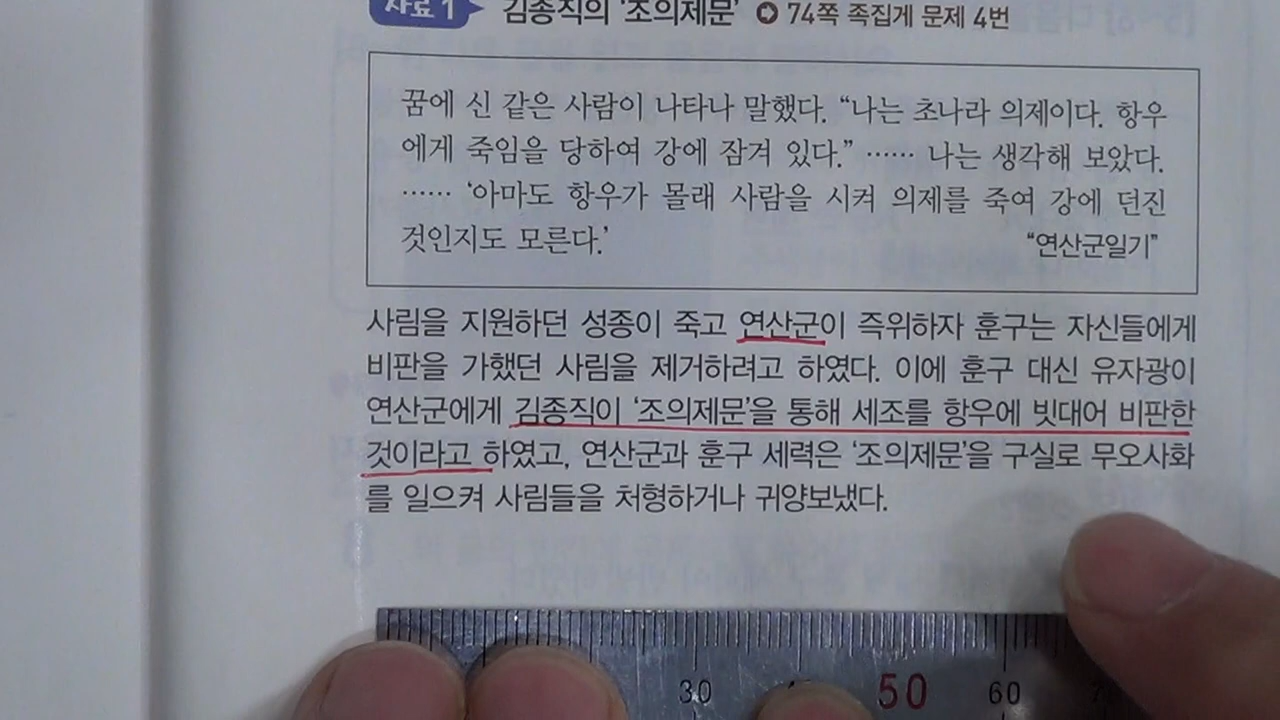 자료 1 김종직의 ‘조의제문’ ➲ 74쪽 족집게 문제 4번
꿈에 신 같은 사람이 나타나 말했다. “나는 초나라 의제이다. 항우
에게 죽임을 당하여 강에 잠겨 있다.” …… 나는 생각해 보았다.
…… ‘아마도 항우가 몰래 사람을 시켜 의제를 죽여 강에 던진
것인지도 모른다.’ “연산군일기”
사림을 지원하던 성종이 죽고 연산군이 즉위하자 훈구는 자신들에게
비판을 가했던 사림을 제거하려고 하였다. 이에 훈구 대신 유자광이
연산군에게 김종직이 ‘조의제문’을 통해 세조를 항우에 빗대어 비판한
것이라고 하였고, 연산군과 훈구 세력은 ‘조의제문’을 구실로 무오사화
를 일으켜 사림들을 처형하거나 귀양보냈다.
30 50 60